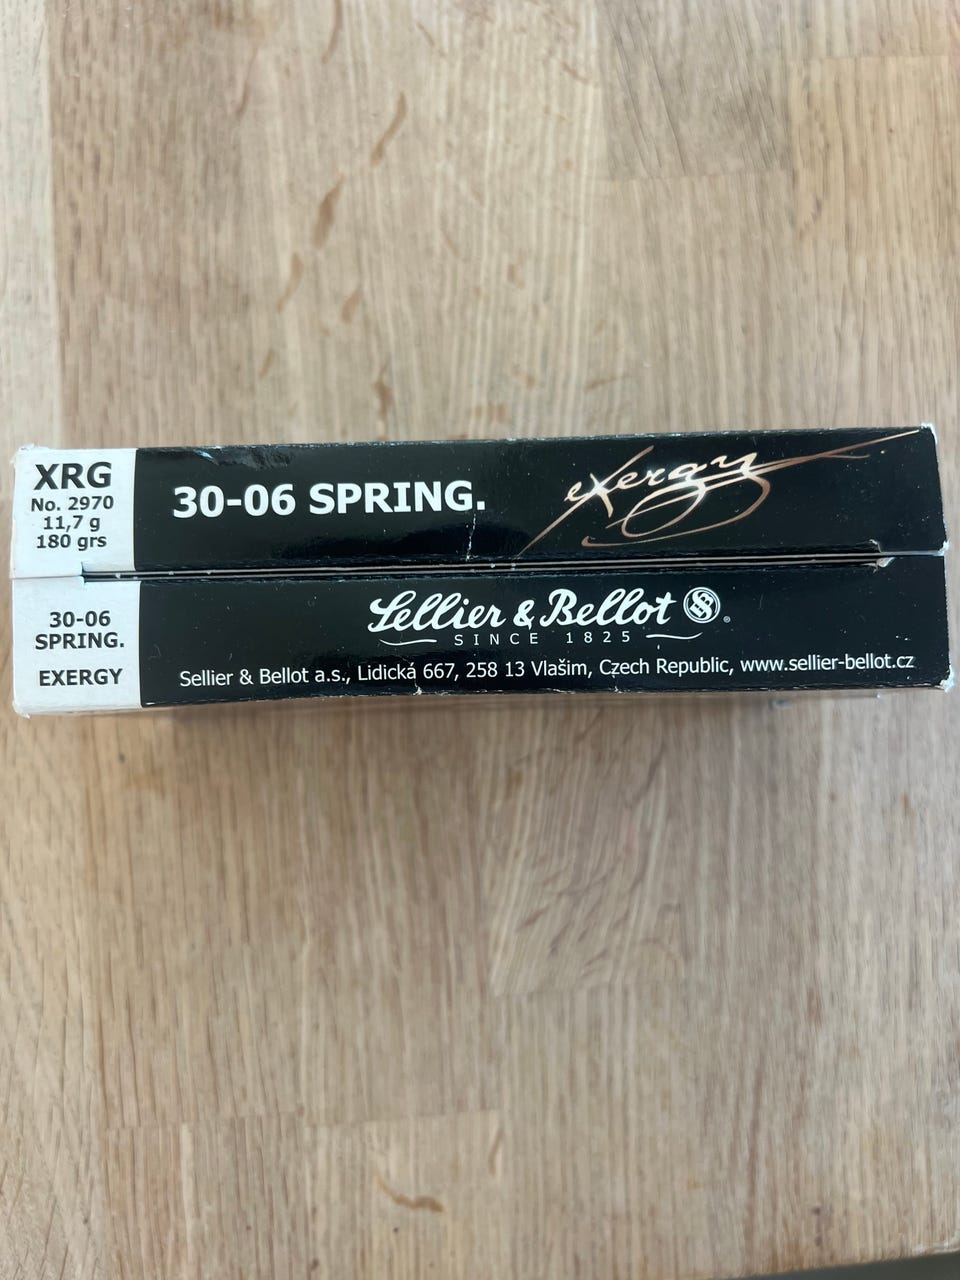 XRG
No. 2970
11,7 g
180 grs
30-06 SPRING.
exergy
30-06
SPRING.
EXERGY
Sellier & Bellot ®
SINCE 1825
Sellier & Bellot a.s., Lidická 667, 258 13 Vlašim, Czech Republic, www.sellier-bellot.cz